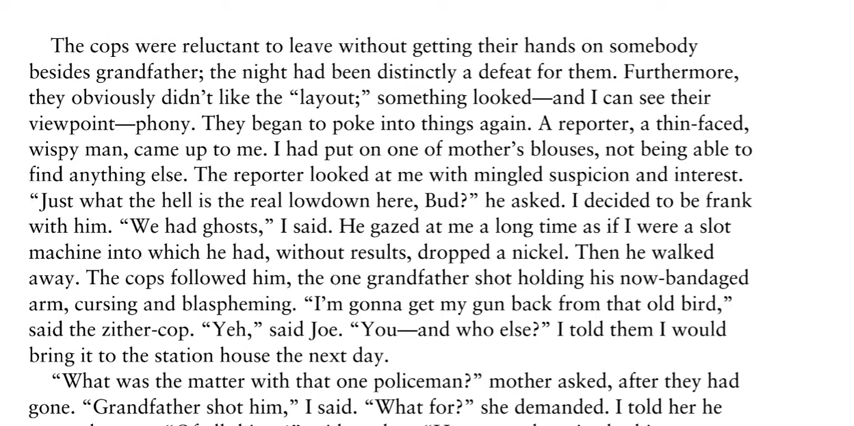 The cops were reluctant to leave without getting their hands on somebody
besides grandfather; the night had been distinctly a defeat for them. Furthermore,
they obviously didn’t like the “layout;” something looked—and I can see their
viewpoint—phony. They began to poke into things again. A reporter, a thin-faced,
wispy man, came up to me. I had put on one of mother’s blouses, not being able to
find anything else. The reporter looked at me with mingled suspicion and interest.
“Just what the hell is the real lowdown here, Bud?” he asked. I decided to be frank
with him. “We had ghosts,” I said. He gazed at me a long time as if I were a slot
machine into which he had, without results, dropped a nickel. Then he walked
away. The cops followed him, the one grandfather shot holding his now-bandaged
arm, cursing and blaspheming. “I’m gonna get my gun back from that old bird,”
said the zither-cop. “Yeh,” said Joe. “You—and who else?” I told them I would
bring it to the station house the next day.
“What was the matter with that one policeman?” mother asked, after they had
gone. “Grandfather shot him,” I said. “What for?” she demanded. I told her he